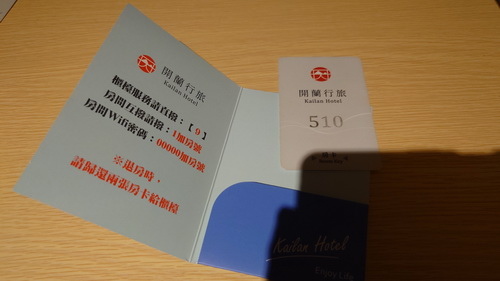 開蘭行旅
Kailan Hotel
櫃檯服務請直撥：【9】
房間互撥請撥：1加房號
房間Wifi密碼：00000加房號
※退房時，
請歸還兩張房卡給櫃檯
開蘭行旅
Kailan Hotel
510
Kailan Hotel
Enjoy Life